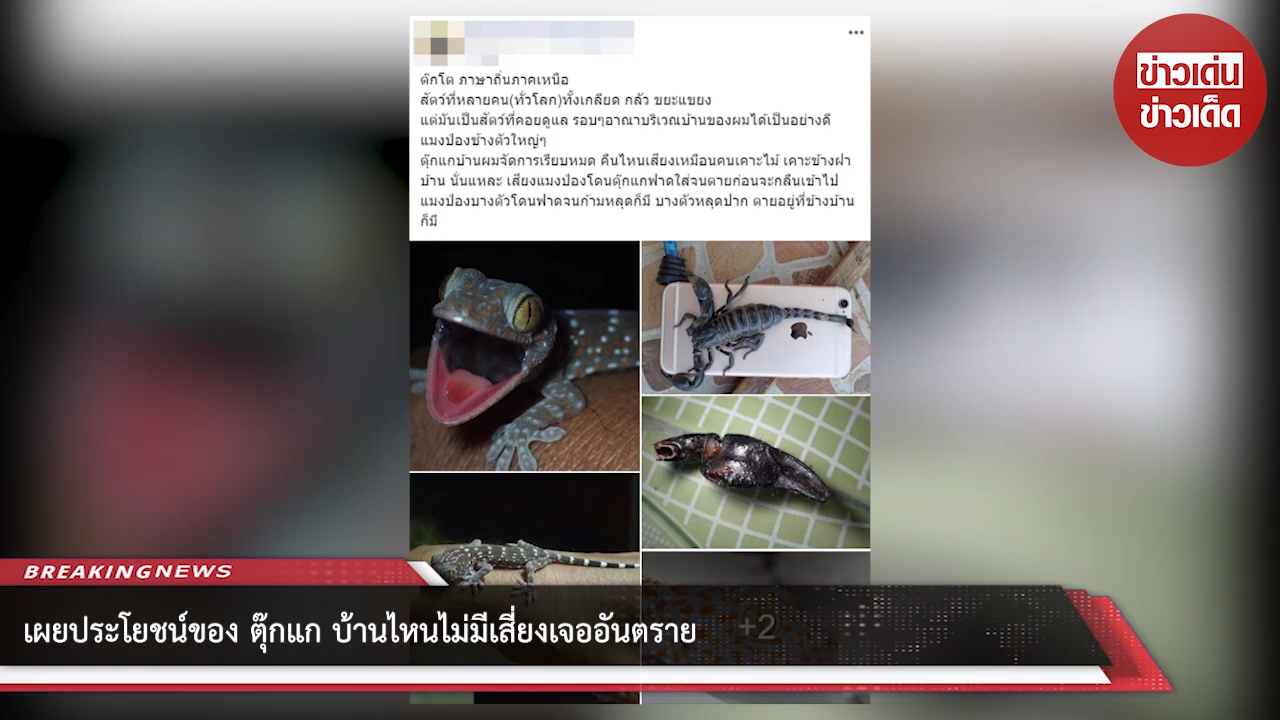 ตุ๊กโต ภาษาถิ่นภาคเหนือ
สัตว์ที่หลายคน(ทั่วโลก)ทั้งเกลียด กลัว ขยะแขยง
แต่มันเป็นสัตว์ที่คอยดูแล รอบๆอาณาบริเวณบ้านของผมได้เป็นอย่างดี
แมงป่องช้างตัวใหญ่ๆ
ตุ๊กแกบ้านผมจัดการเรียบหมด คืนไหนเสียงเหมือนคนเคาะไม้ เคาะข้างฝา
บ้าน นั่นแหละ เสียงแมงป่องโดนตุ๊กแกฟาดใส่จนตายก่อนจะกลืนเข้าไป
แมงป่องบางตัวโดนฟาดจนก้ามหลุดก็มี บางตัวหลุดปาก ตายอยู่ที่ข้างบ้าน
ก็มี
ข่าวเด่น
ข่าวเด็ด
+2
BREAKING NEWS
เผยประโยชน์ของ ตุ๊กแก บ้านไหนไม่มีเสี่ยงเจออันตราย